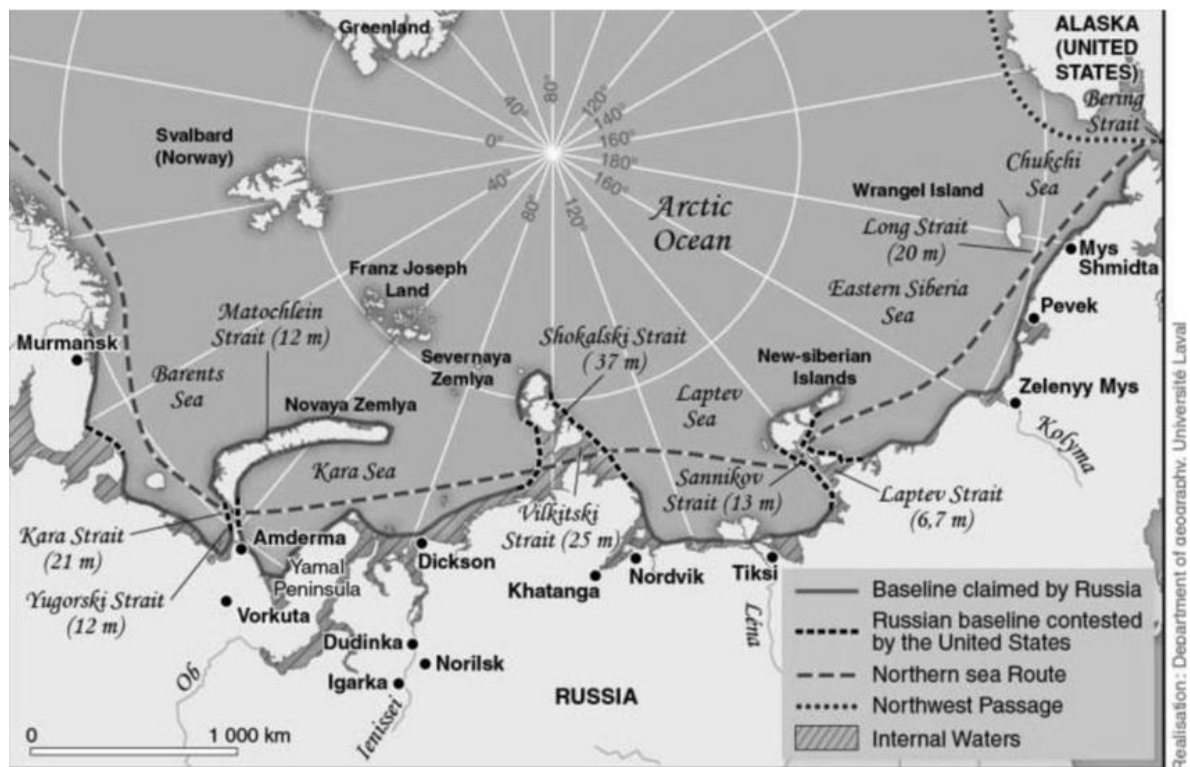 Greenland
ALASKA
(UNITED
STATES)
Bering
Strait
80°
40°
120°
140°
0°
160°
180°
160°
40°
80°
120°
Svalbard
(Norway)
Chukchi
Sea
Wrangel Island
Arctic
Ocean
Long Strait
(20 m)
Mys
Shmidta
Franz Joseph
Land
Eastern Siberia
Sea
Pevek
Matochlein
Strait (12 m)
Murmansk
Shokalski Strait
(37 m)
Severnaya
Zemlya
New-siberian
Islands
Barents
Sea
Laptev
Sea
Zelenyy Mys
Novaya Zemlya
Kolyma
Kara Sea
Sannikov
Strait (13 m)
Laptev Strait
(6,7 m)
Vilkitski
Strait (25 m)
Kara Strait
(21 m)
Amderma
Yamal
Peninsula
Dickson
Nordvik
Tiksi
Khatanga
Yugorski Strait
(12 m)
Vorkuta
Léna
Dudinka
Norilsk
Igarka
Ob
Ienissei
RUSSIA
0
1 000 km
Baseline claimed by Russia
Russian baseline contested
by the United States
Northern sea Route
Northwest Passage
Internal Waters
Realisation : Department of geography, Université Laval